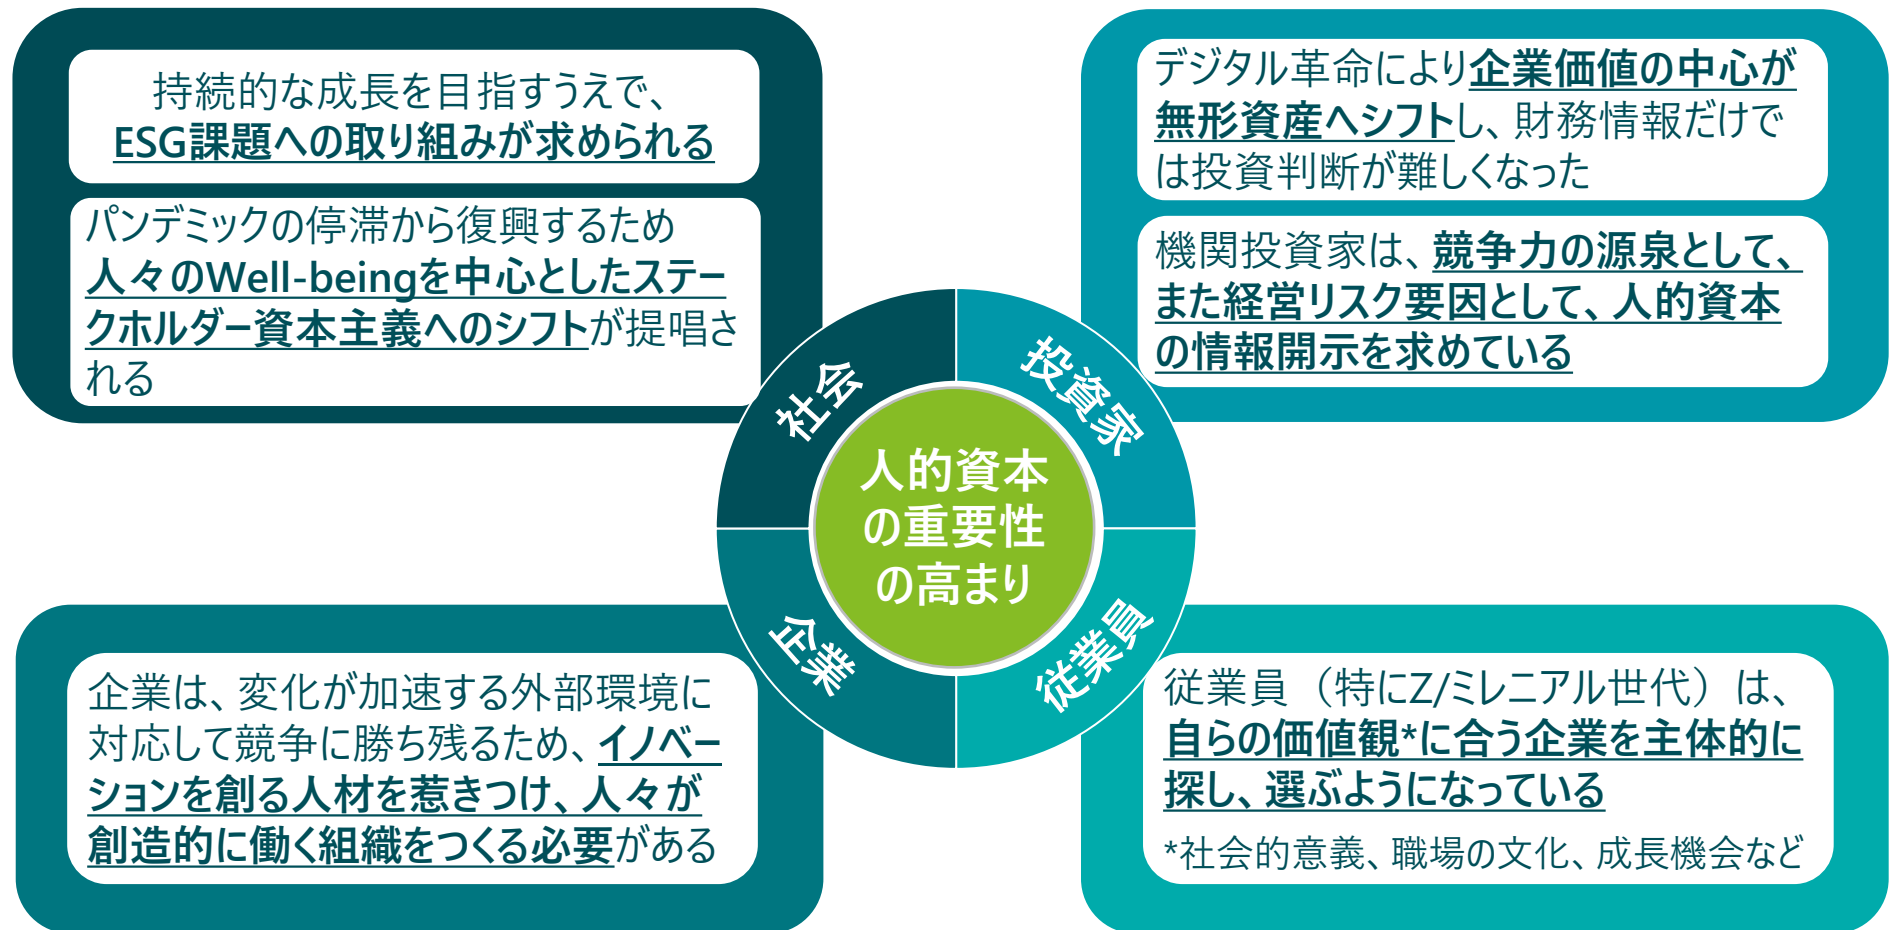 持続的な成長を目指すうえで、
ESG課題への取り組みが求められる
パンデミックの停滞から復興するため
人々のWell-beingを中心としたステー
クホルダー資本主義へのシフトが提唱さ
れる
デジタル革命により企業価値の中心が
無形資産へシフトし、財務情報だけで
は投資判断が難しくなった
機関投資家は、競争力の源泉として、
また経営リスク要因として、人的資本
の情報開示を求めている
社会
投資家
人的資本
の重要性
の高まり
企業
従業員
企業は、変化が加速する外部環境に
対応して競争に勝ち残るため、イノベー
ションを創る人材を惹きつけ、人々が
創造的に働く組織をつくる必要がある
従業員（特にZ/ミレニアル世代）は、
自らの価値観*に合う企業を主体的に
探し、選ぶようになっている
*社会的意義、職場の文化、成長機会など